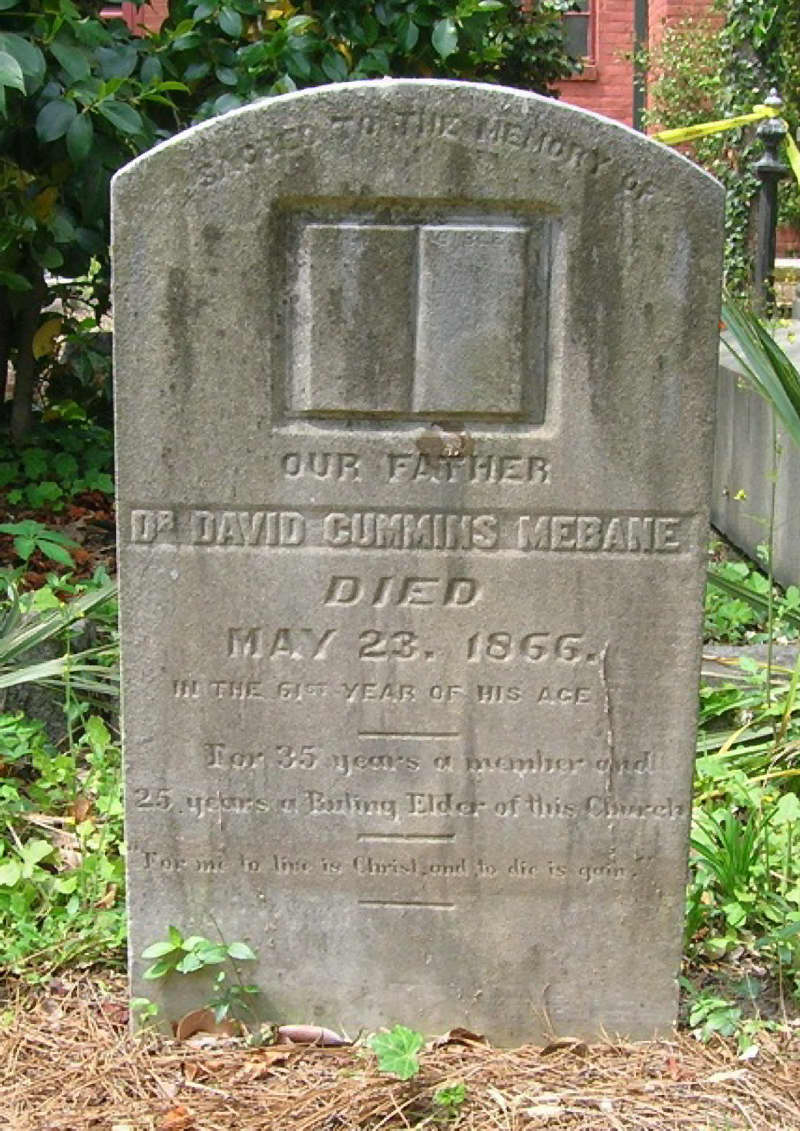 SACRED TO THE MEMORY OF
OUR FATHER
DR DAVID CUMMINS MEBANE
DIED
MAY 23. 1866.
IN THE 61ST YEAR OF HIS AGE
For 35 years a member and
25 years a Ruling Elder of this Church
"For me to live is Christ, and to die is gain."